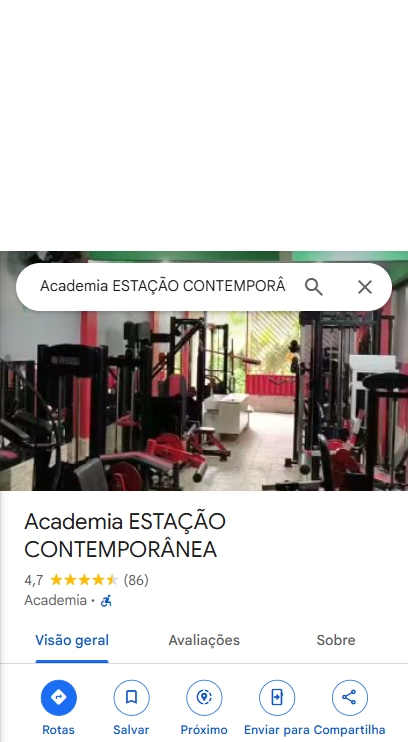 Academia ESTAÇÃO CONTEMPORÂ
Academia ESTAÇÃO
CONTEMPORÂNEA
4,7 (86)
Academia ·
Visão geral Avaliações Sobre
Rotas Salvar Próximo Enviar para Compartilha